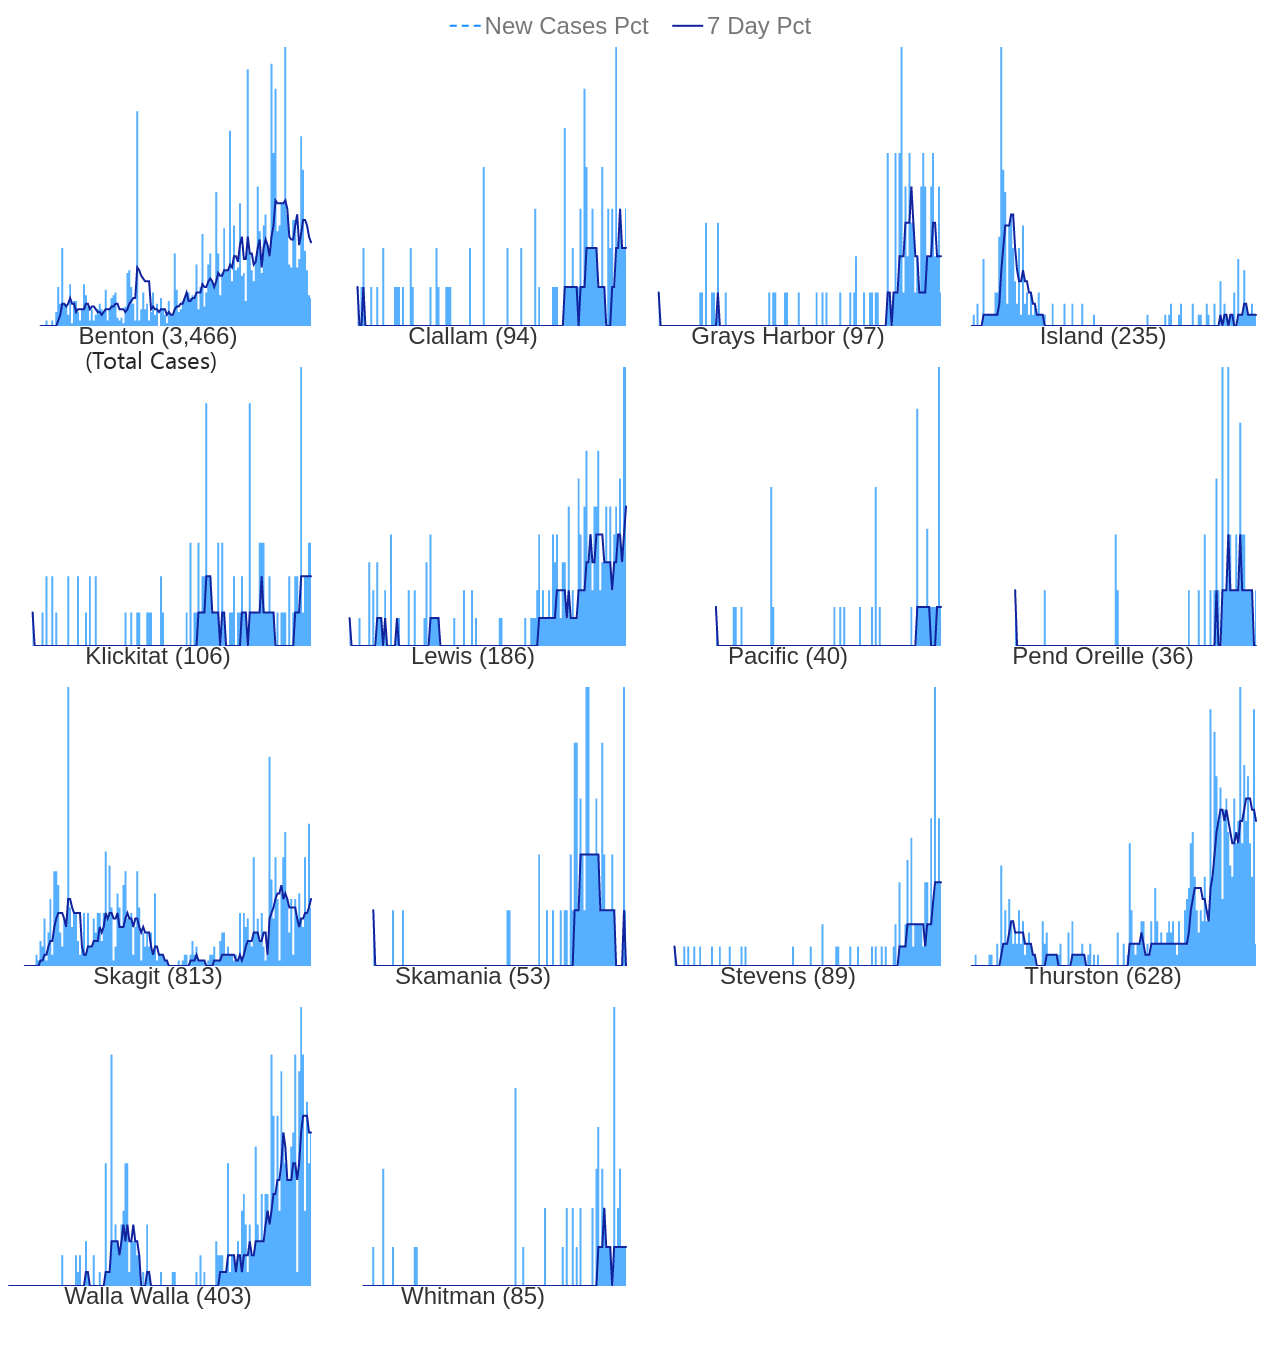 New Cases Pct 7 Day Pct
Benton (3,466) Clallam (94) Grays Harbor (97) Island (235)
(Total Cases)
Klickitat (106) Lewis (186) Pacific (40) Pend Oreille (36)
Skagit (813) Skamania (53) Stevens (89) Thurston (628)
Walla Walla (403) Whitman (85)